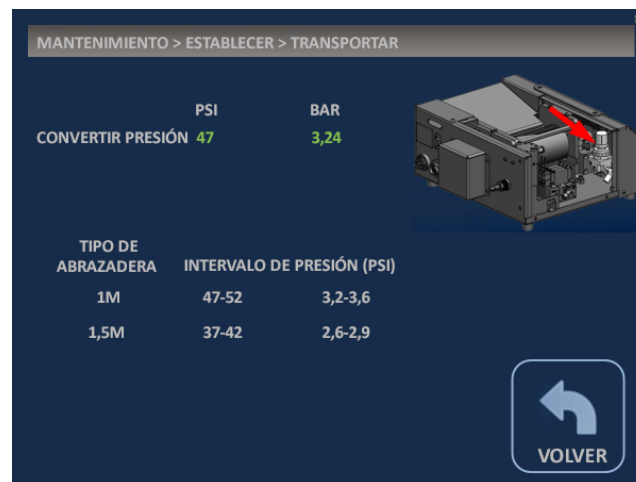 MANTENIMIENTO > ESTABLECER > TRANSPORTAR
PSI BAR
CONVERTIR PRESIÓN 47 3,24
TIPO DE
ABRAZADERA INTERVALO DE PRESIÓN (PSI)
1M 47-52 3,2-3,6
1,5M 37-42 2,6-2,9
VOLVER